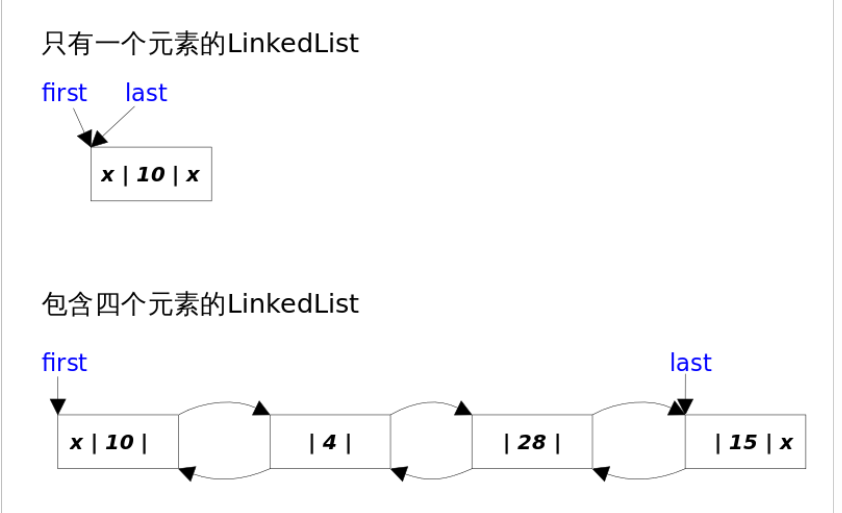 只有一个元素的LinkedList
first last
x | 10 | x
包含四个元素的LinkedList
first last
x | 10 | | 4 | | 28 | | 15 | x